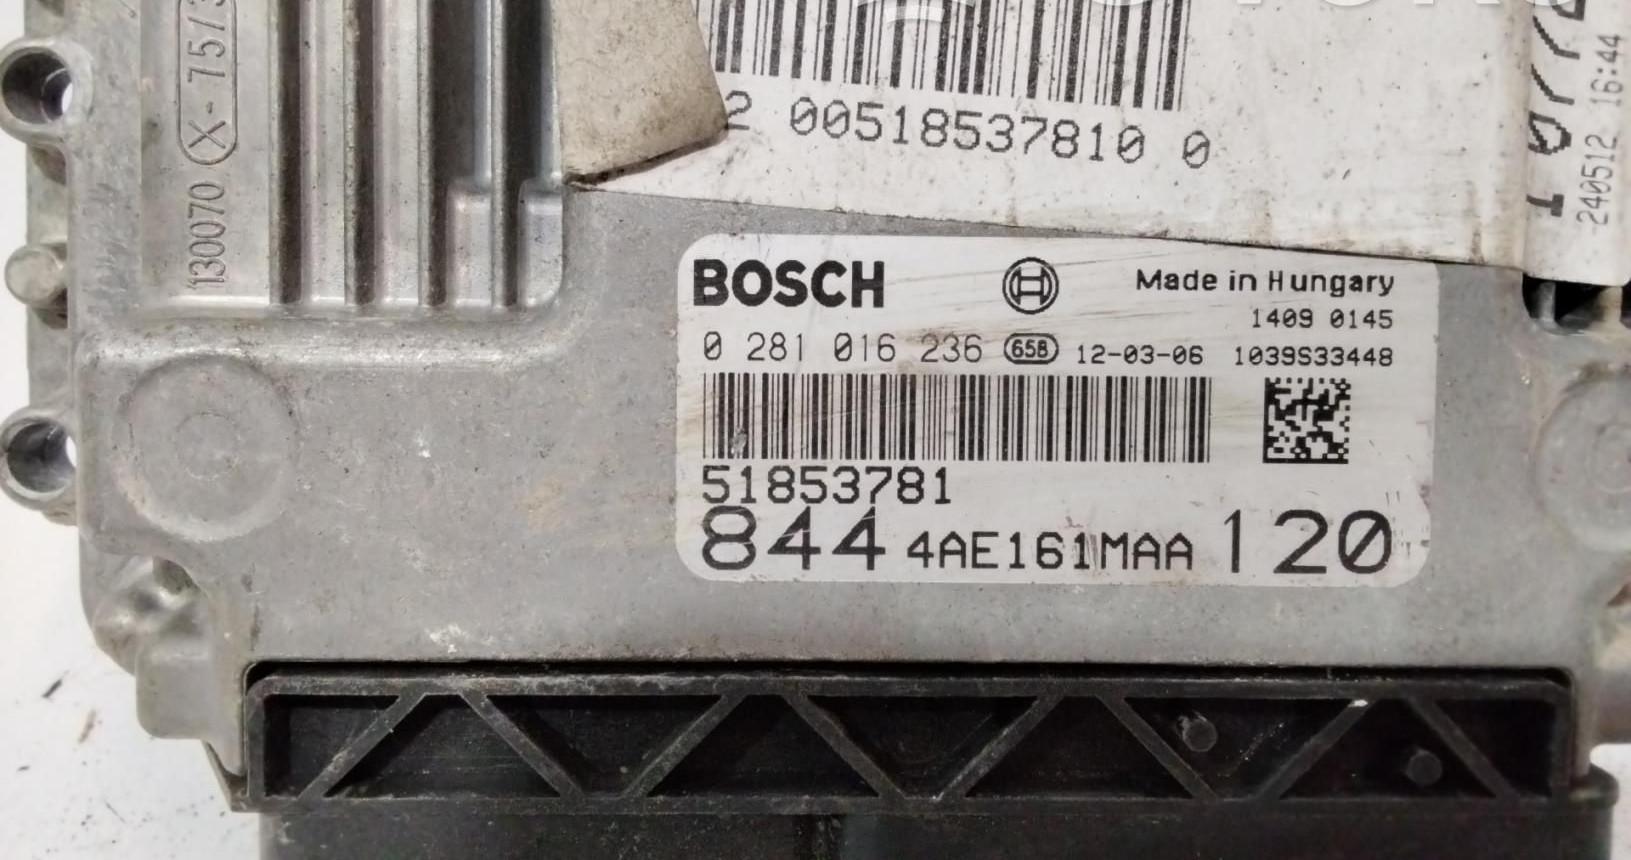 X-757
130070
2 00518537810 0
240512 16:44
BOSCH
Made in Hungary
1409 0145
0 281 016 236 658 12-03-06 1039S33448
51853781
844 4AE161MAA 120